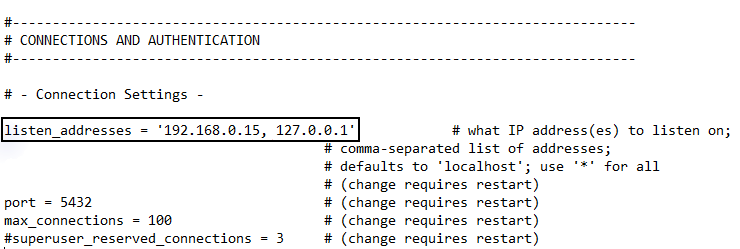 #------------------------------------------------------------------------------
# CONNECTIONS AND AUTHENTICATION
#------------------------------------------------------------------------------
# - Connection Settings -
listen_addresses = '192.168.0.15, 127.0.0.1' # what IP address(es) to listen on;
# comma-separated list of addresses;
# defaults to 'localhost'; use '*' for all
# (change requires restart)
port = 5432 # (change requires restart)
max_connections = 100 # (change requires restart)
#superuser_reserved_connections = 3 # (change requires restart)